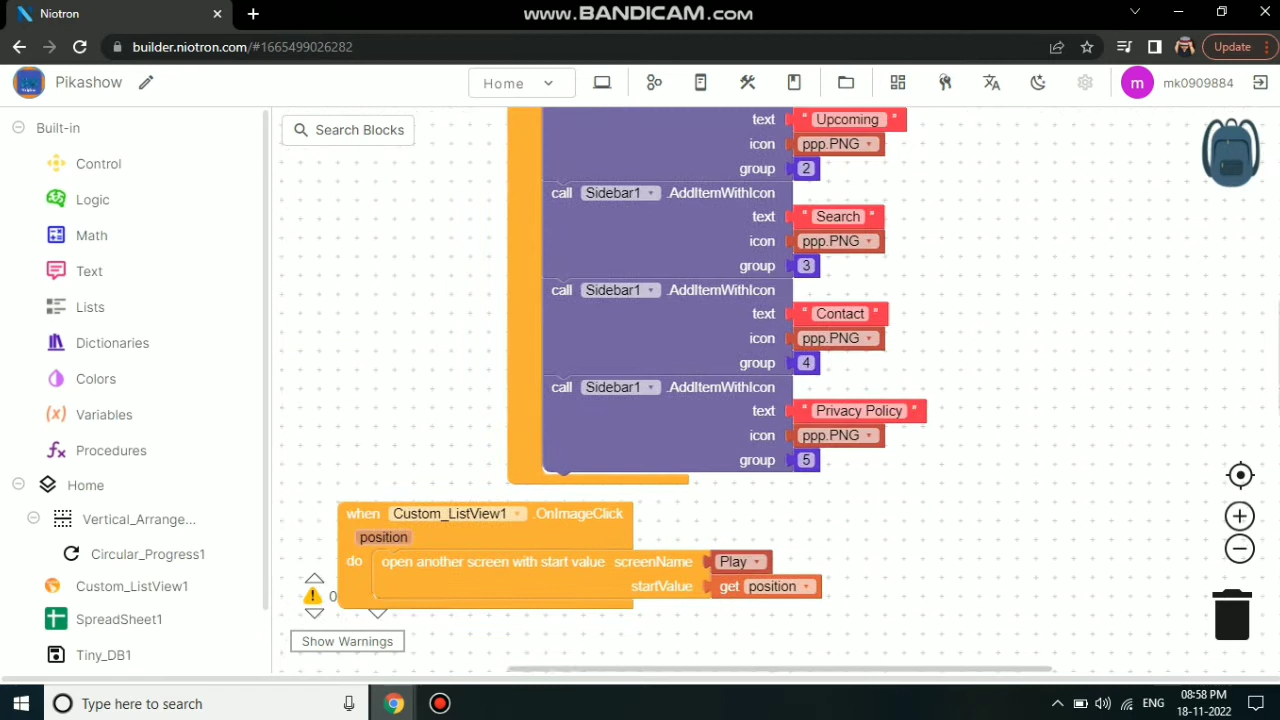 Niotron
www.BANDICAM.com
builder.niotron.com/#1665499026282
Update
Pikashow
Home
m
mk0909884
Built-in
Search Blocks
Control
Logic
Math
Text
Lists
Dictionaries
Colors
Variables
Procedures
Home
Vertical_Arrange...
Circular_Progress1
Custom_ListView1
SpreadSheet1
Tiny_DB1
text " Upcoming "
icon ppp.PNG
group 2
call Sidebar1 .AddItemWithIcon
text " Search "
icon ppp.PNG
group 3
call Sidebar1 .AddItemWithIcon
text " Contact "
icon ppp.PNG
group 4
call Sidebar1 .AddItemWithIcon
text " Privacy Policy "
icon ppp.PNG
group 5
when Custom_ListView1 .OnImageClick
position
do open another screen with start value screenName Play
startValue get position
0
Show Warnings
Type here to search
ENG
08:58 PM
18-11-2022